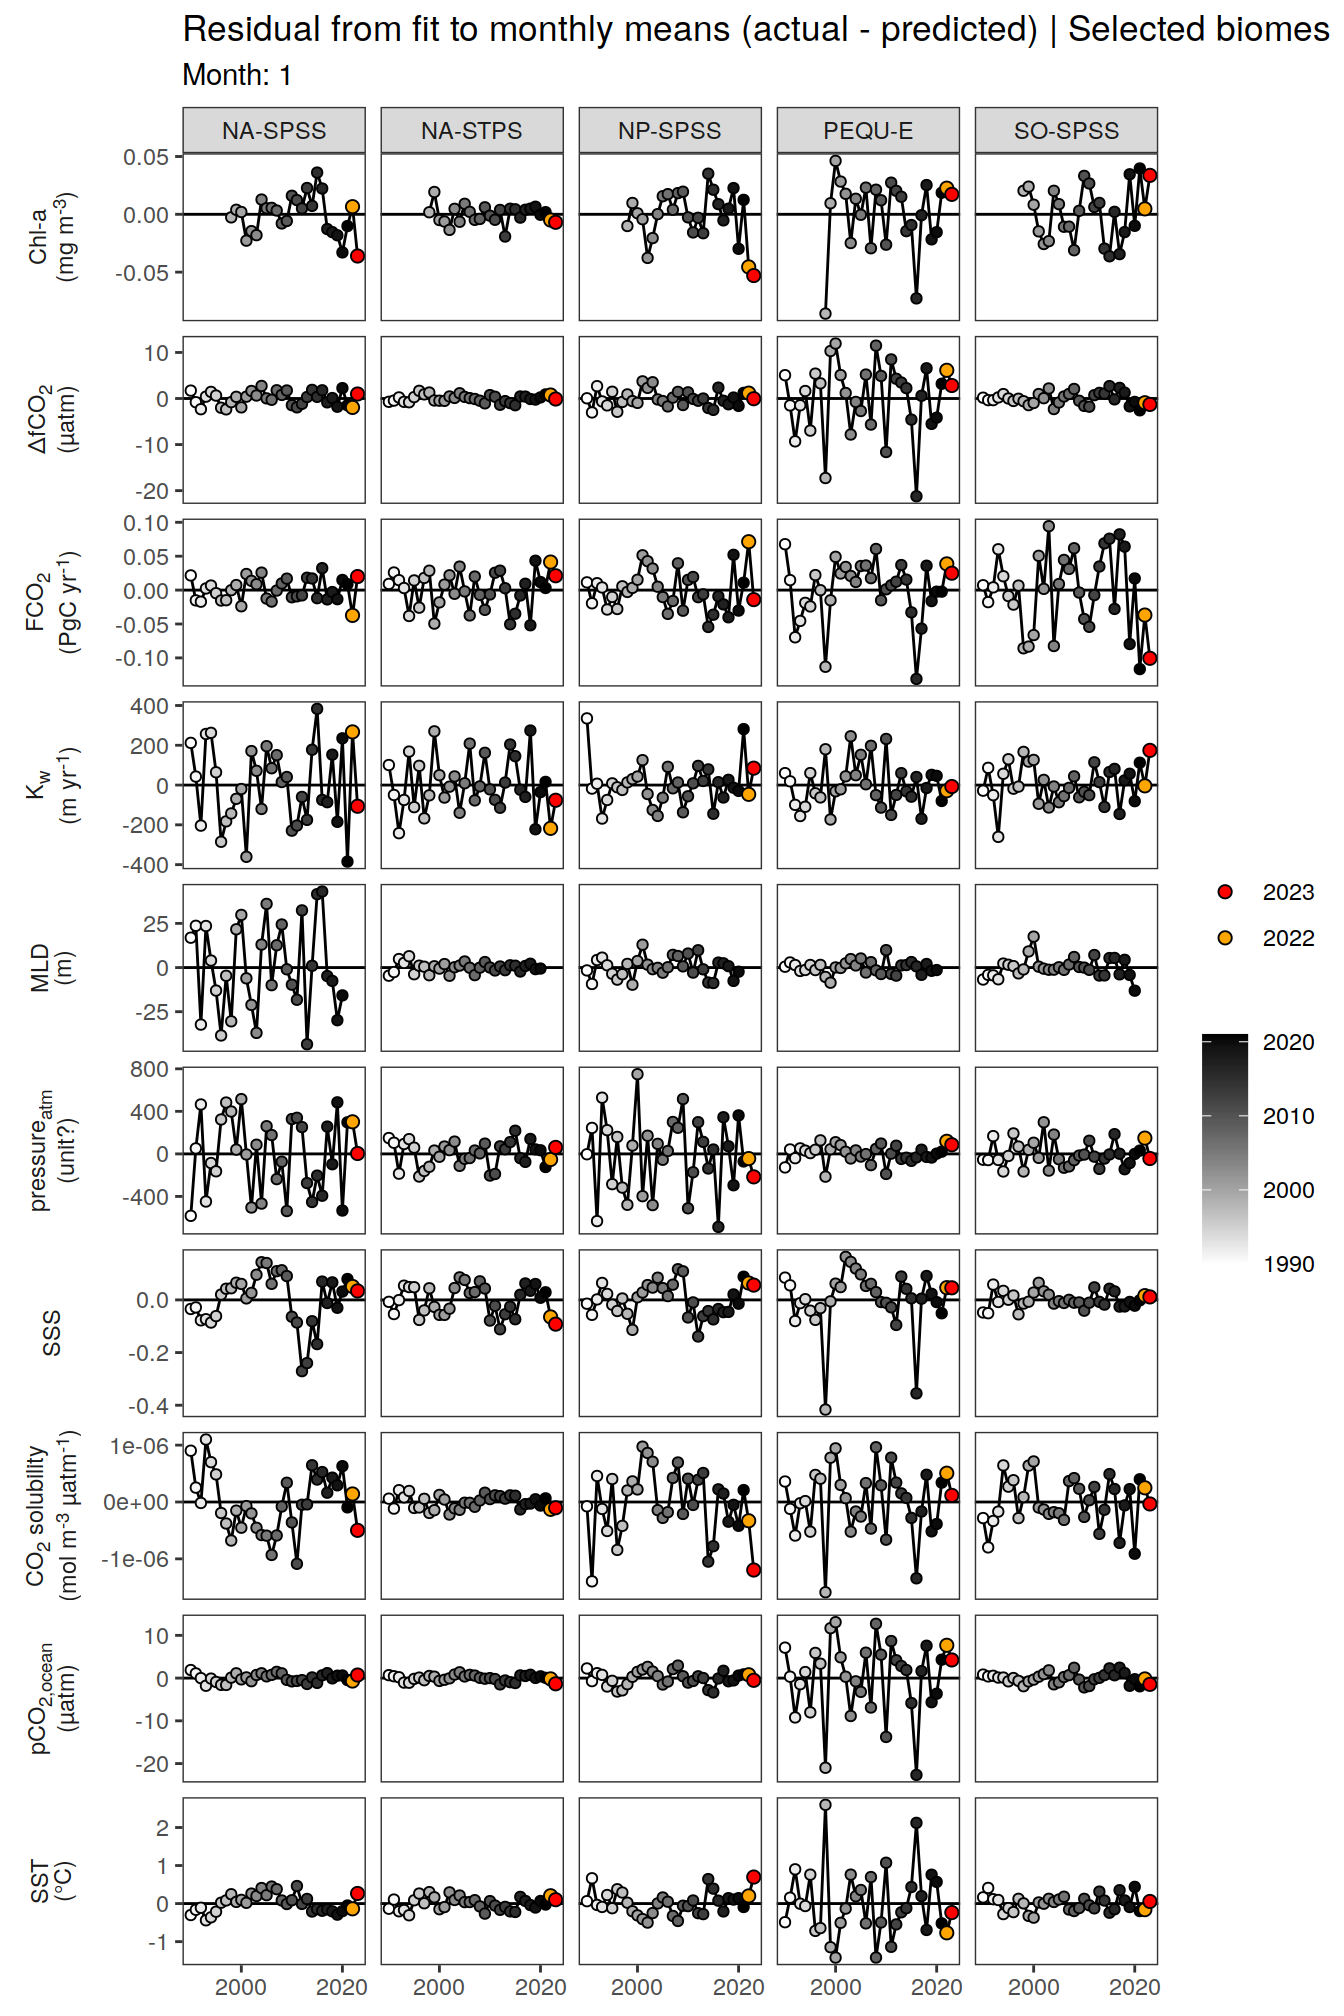 Residual from fit to monthly means (actual - predicted) | Selected biomes
Month: 1
NA-SPSS NA-STPS NP-SPSS PEQU-E SO-SPSS
Chl-a
(mg m⁻³)
0.05
0.00
-0.05
ΔfCO₂
(µatm)
10
0
-10
-20
FCO₂
(PgC yr⁻¹)
0.10
0.05
0.00
-0.05
-0.10
K_w
(m yr⁻¹)
400
200
0
-200
-400
MLD
(m)
25
0
-25
pressure_atm
(unit?)
800
400
0
-400
SSS
0.0
-0.2
-0.4
CO₂ solubility
(mol m⁻³ µatm⁻¹)
1e-06
0e+00
-1e-06
pCO₂,ocean
(µatm)
10
0
-10
-20
SST
(°C)
2
1
0
-1
2000 2020 2000 2020 2000 2020 2000 2020 2000 2020
2023
2022
2020
2010
2000
1990